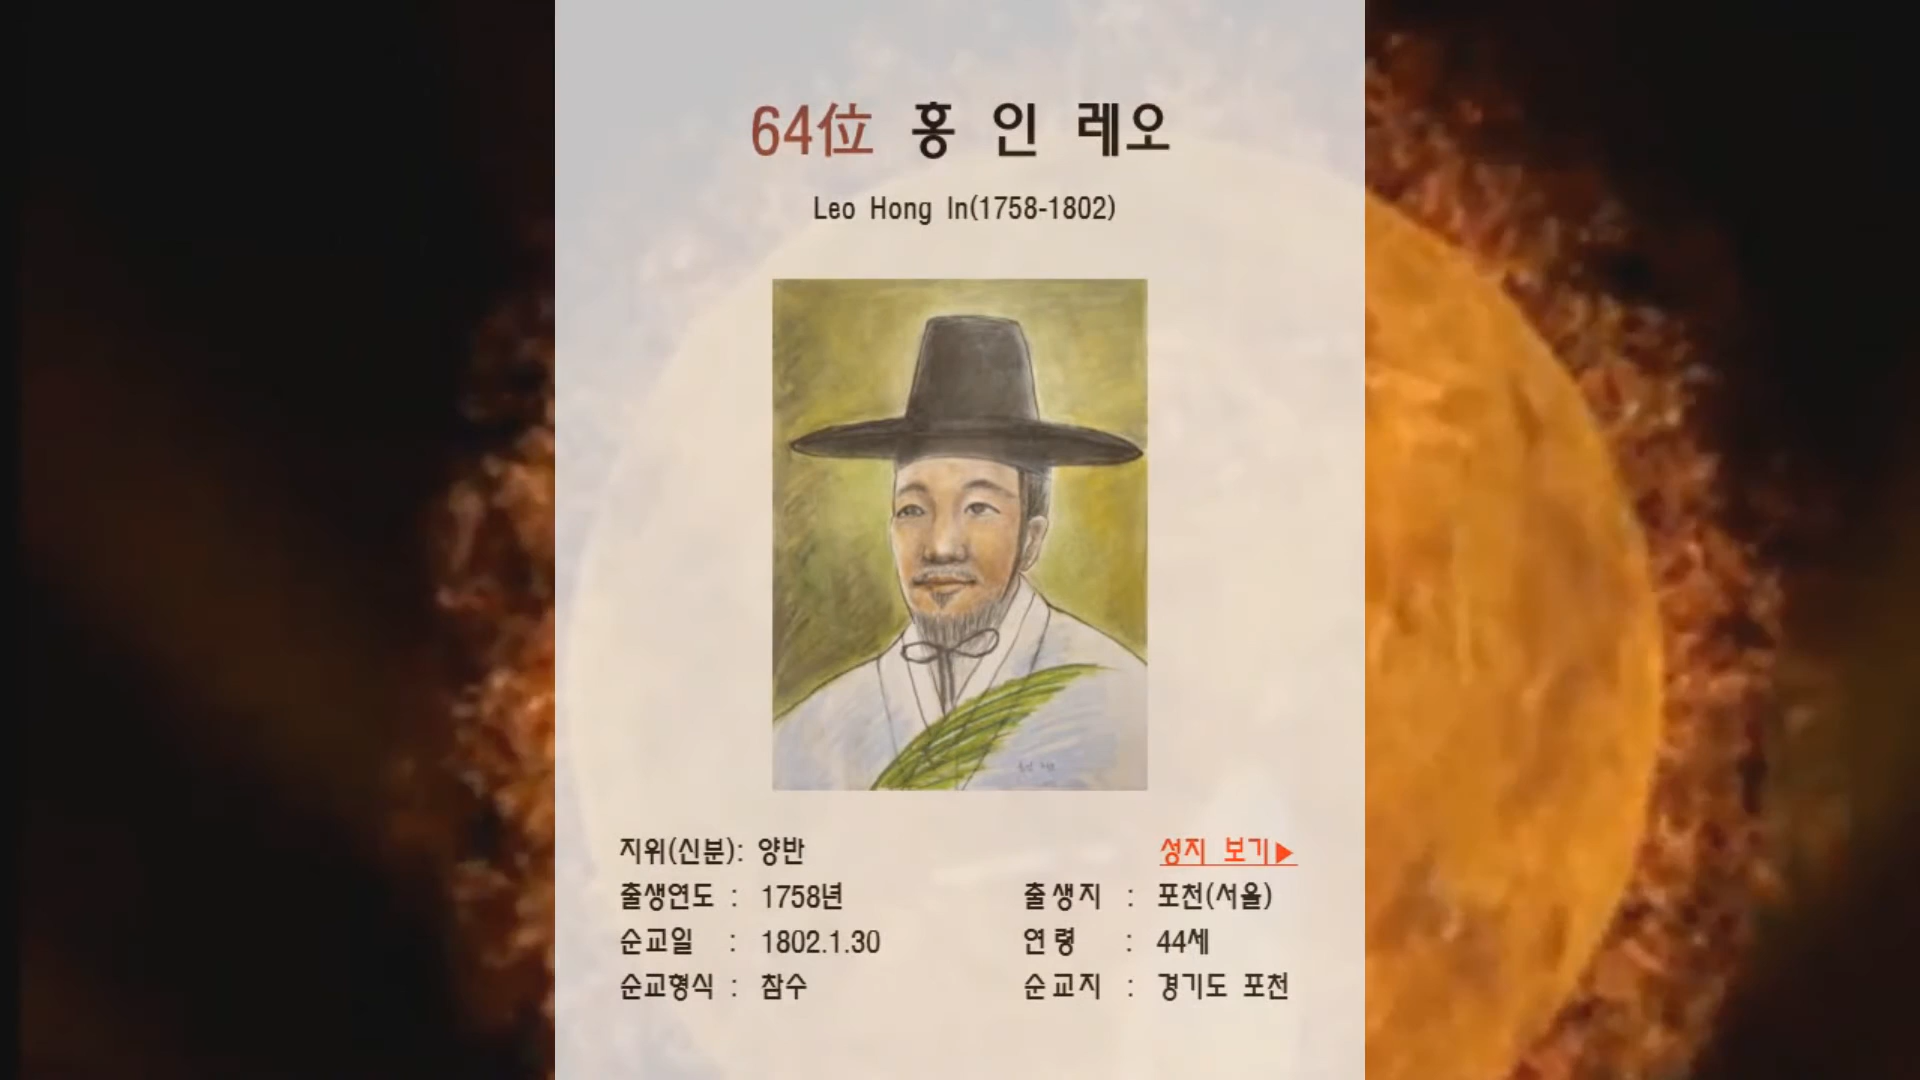 64位 홍 인 레오
Leo Hong In(1758-1802)
지위(신분): 양반
성지 보기▶
출생연도 : 1758년
출생지 : 포천(서울)
순교일 : 1802.1.30
연령 : 44세
순교형식 : 참수
순교지 : 경기도 포천